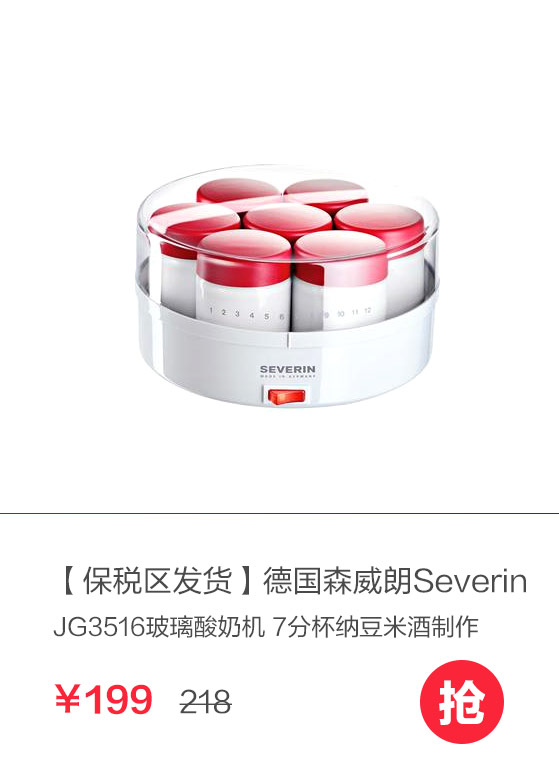 1 2 3 4 5 6 9 10 11 12
SEVERIN
MADE IN GERMANY
【保税区发货】德国森威朗Severin
JG3516玻璃酸奶机 7分杯纳豆米酒制作
¥199 218
抢